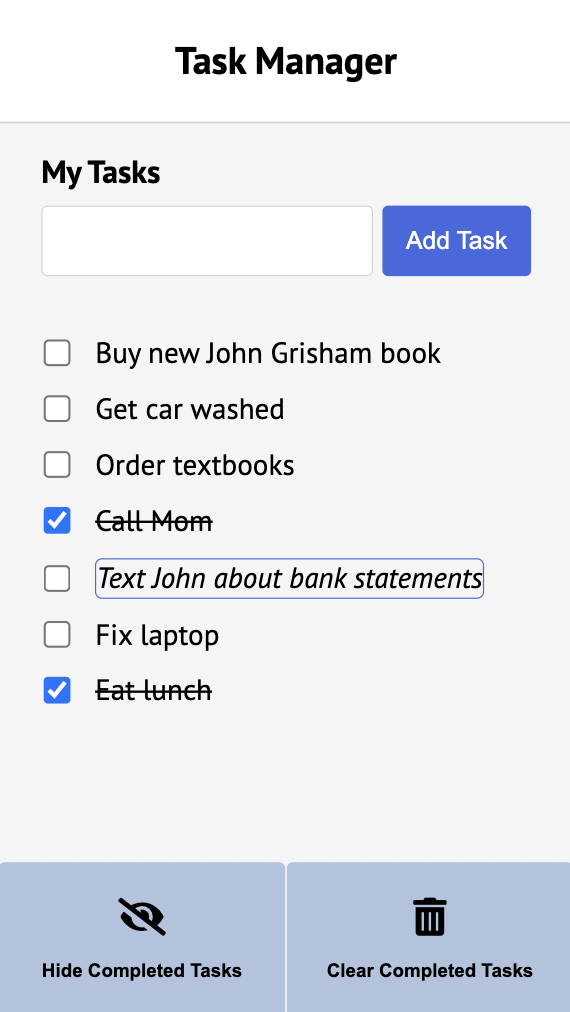 Task Manager
My Tasks
Add Task
Buy new John Grisham book
Get car washed
Order textbooks
Call Mom
Text John about bank statements
Fix laptop
Eat lunch
Hide Completed Tasks
Clear Completed Tasks